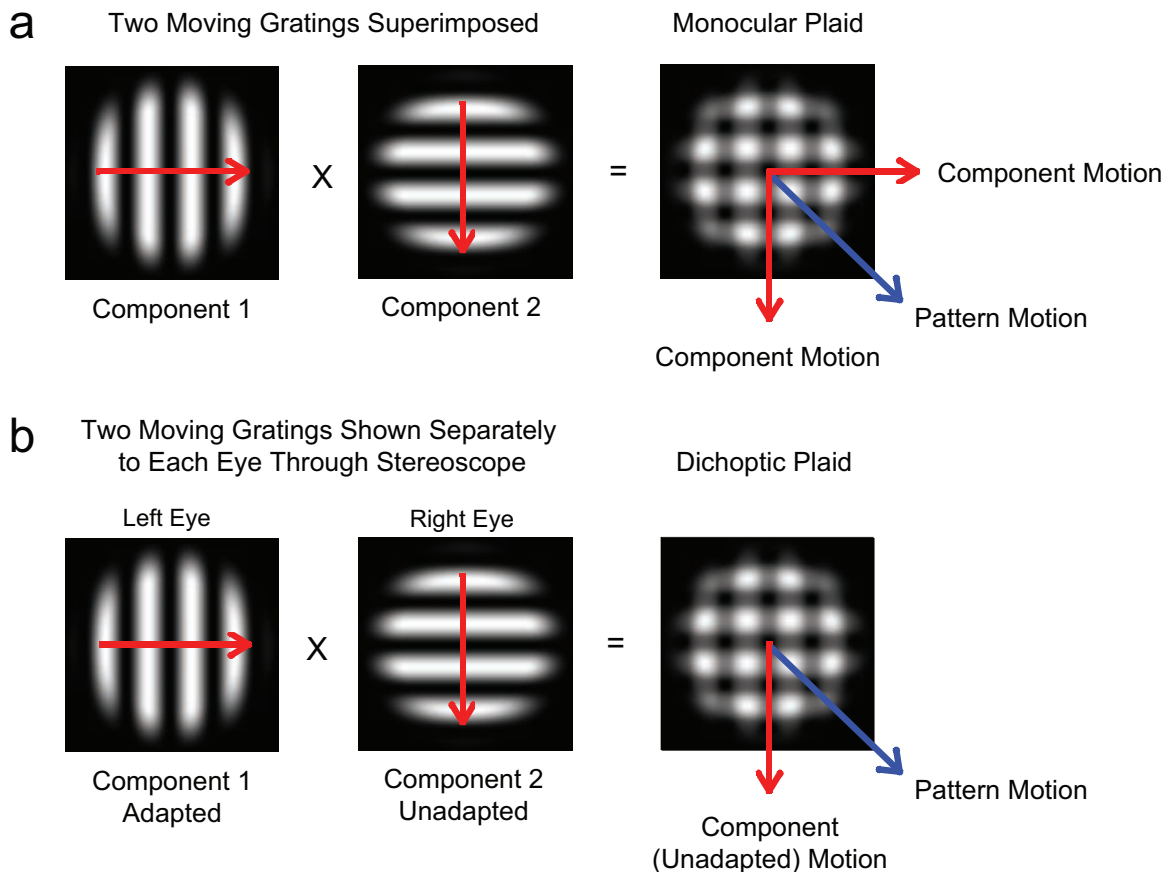 a
Two Moving Gratings Superimposed
Monocular Plaid
X
=
Component Motion
Component 1
Component 2
Pattern Motion
Component Motion
b
Two Moving Gratings Shown Separately
to Each Eye Through Stereoscope
Dichoptic Plaid
Left Eye
Right Eye
X
=
Component 1
Adapted
Component 2
Unadapted
Pattern Motion
Component
(Unadapted) Motion